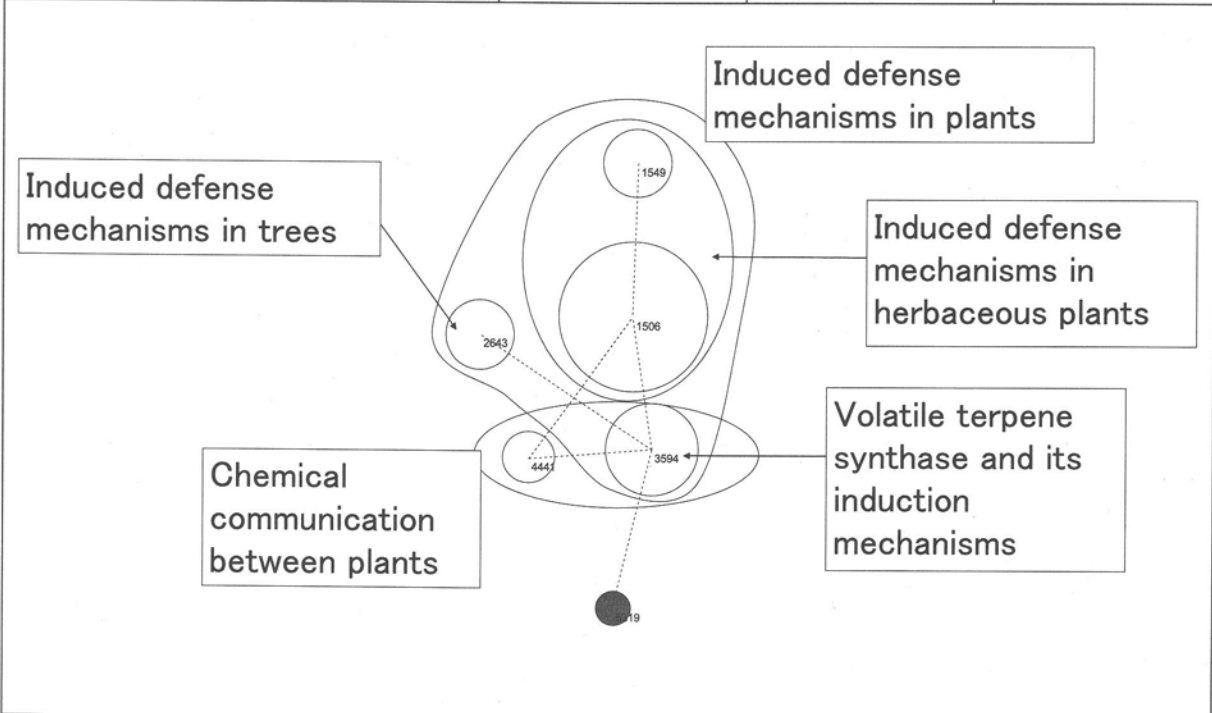 Induced defense
mechanisms in plants
Induced defense
mechanisms in trees
1549
Induced defense
mechanisms in
herbaceous plants
1506
2643
Volatile terpene
synthase and its
induction
mechanisms
3594
4441
Chemical
communication
between plants